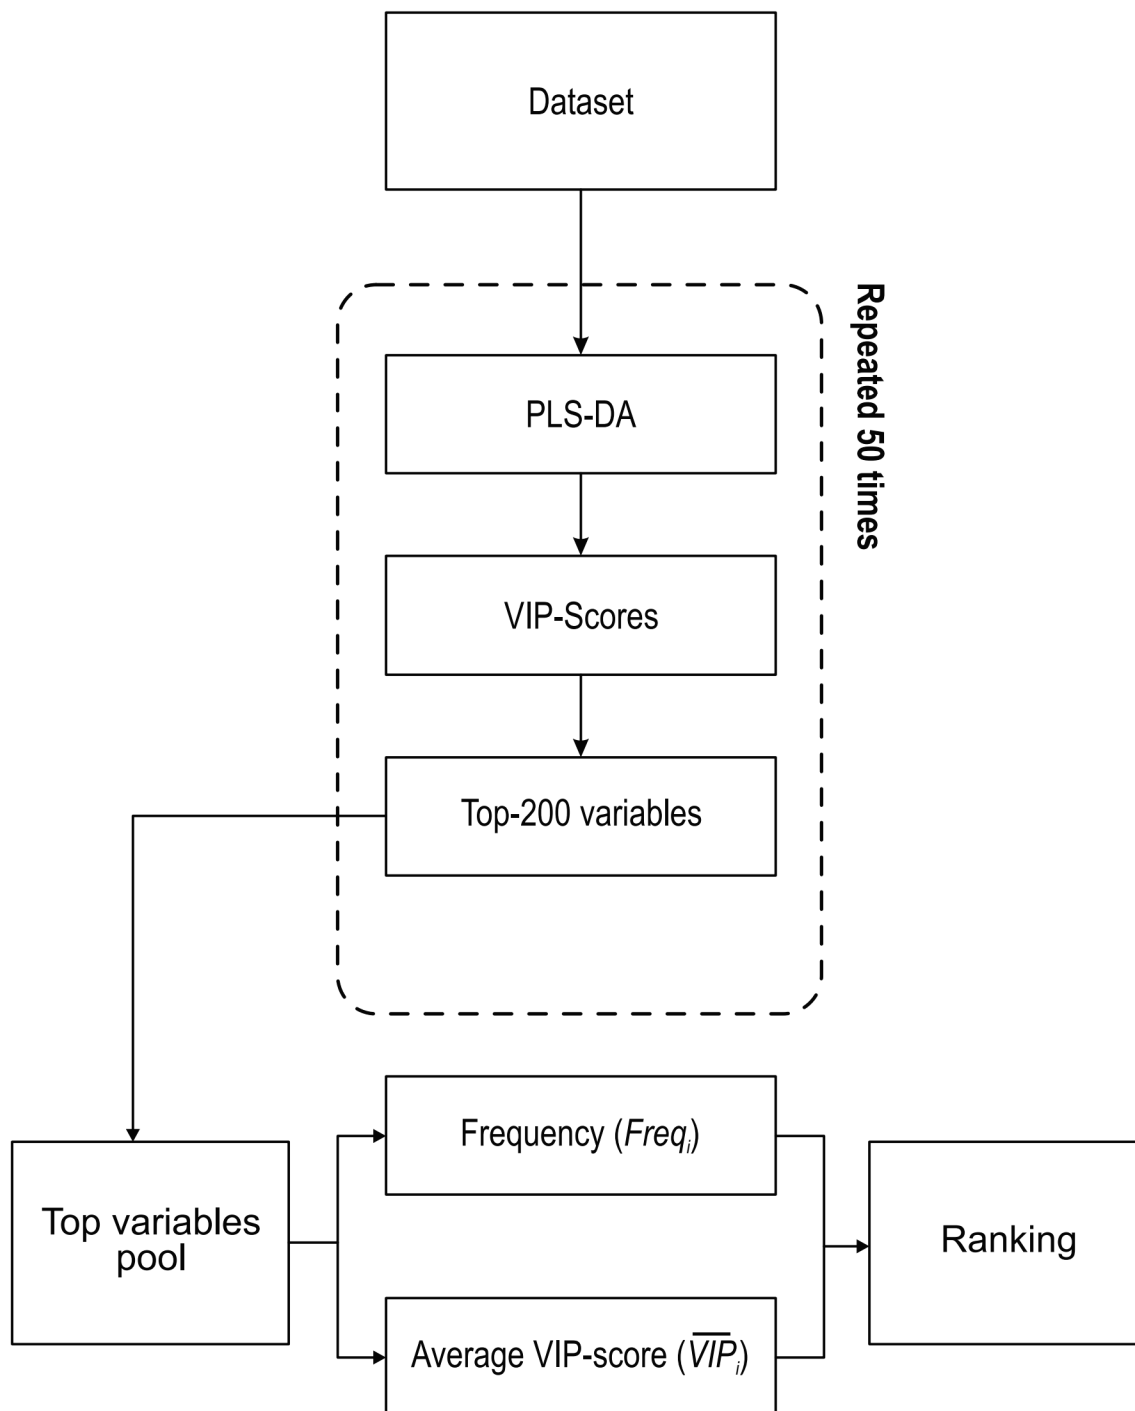 Dataset
Repeated 50 times
PLS-DA
VIP-Scores
Top-200 variables
Frequency (Freqᵢ)
Top variables
pool
Ranking
Average VIP-score (V̅I̅P̅ᵢ)